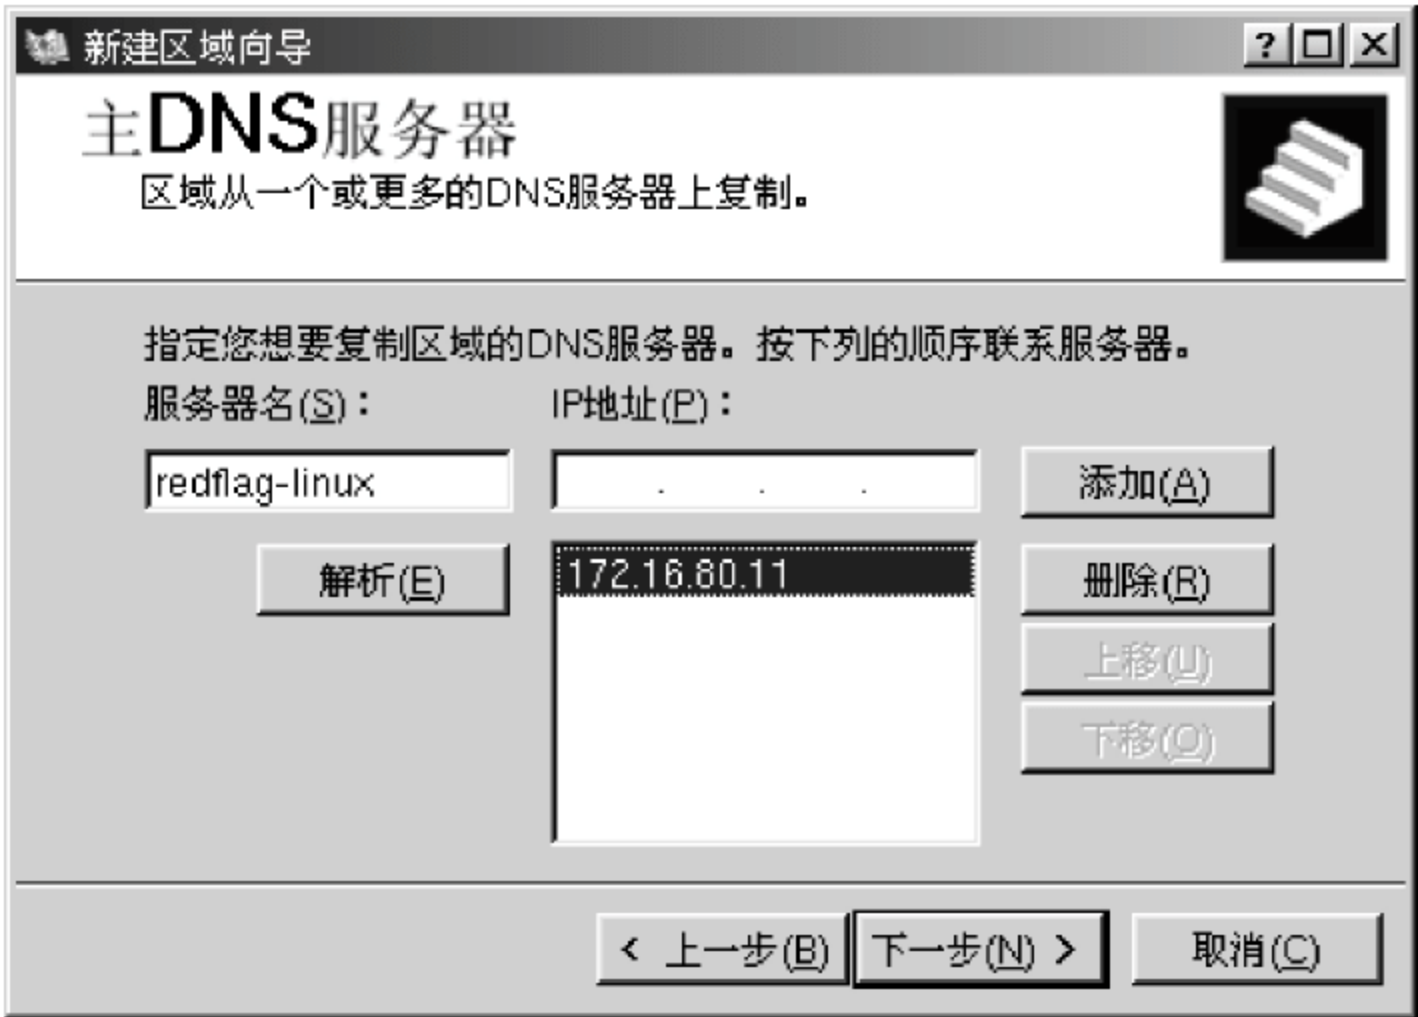 新建区域向导
主DNS服务器
区域从一个或更多的DNS服务器上复制。
指定您想要复制区域的DNS服务器。按下列的顺序联系服务器。
服务器名(S)： IP地址(P)：
redflag-linux . . . 添加(A)
解析(E) 172.16.80.11 删除(R)
上移(U)
下移(O)
< 上一步(B) 下一步(N) > 取消(C)